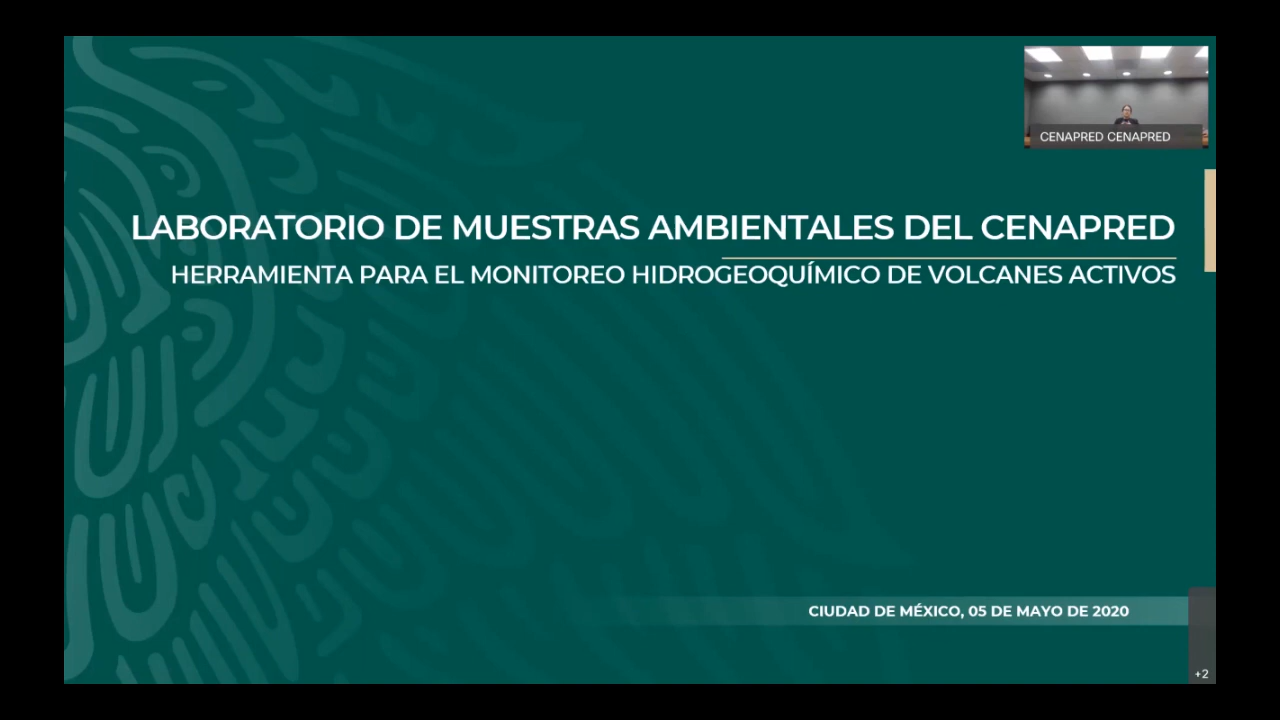 CENAPRED CENAPRED
LABORATORIO DE MUESTRAS AMBIENTALES DEL CENAPRED
HERRAMIENTA PARA EL MONITOREO HIDROGEOQUÍMICO DE VOLCANES ACTIVOS
CIUDAD DE MÉXICO, 05 DE MAYO DE 2020
+2